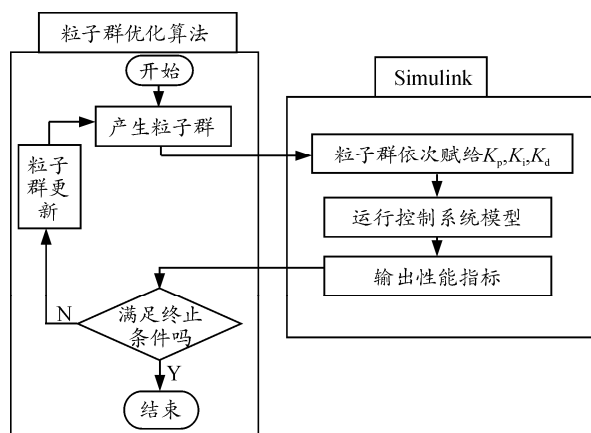 粒子群优化算法
开始
产生粒子群
粒子
群更
新
满足终止
条件吗
N
Y
结束
Simulink
粒子群依次赋给Kp,Ki,Kd
运行控制系统模型
输出性能指标